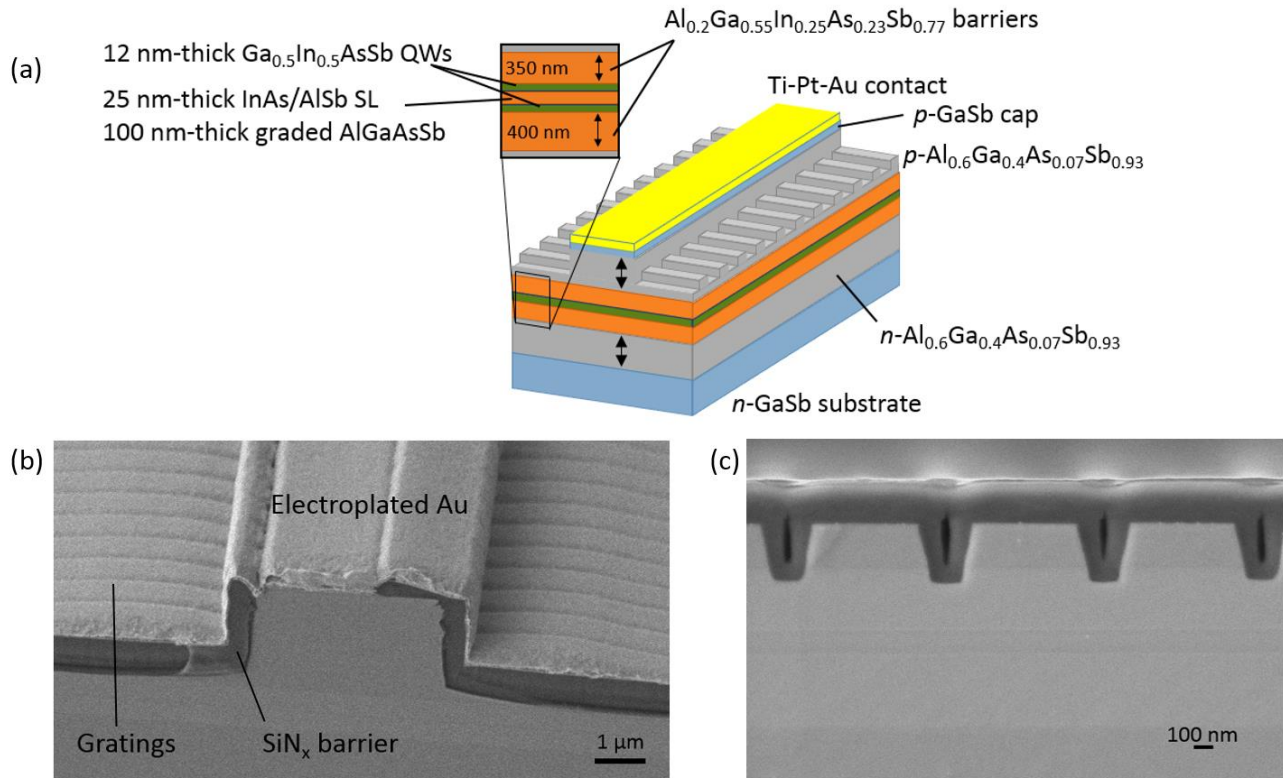 (a)
12 nm-thick Ga0.5In0.5AsSb QWs
25 nm-thick InAs/AlSb SL
100 nm-thick graded AlGaAsSb
350 nm
400 nm
Al0.2Ga0.55In0.25As0.23Sb0.77 barriers
Ti-Pt-Au contact
p-GaSb cap
p-Al0.6Ga0.4As0.07Sb0.93
n-Al0.6Ga0.4As0.07Sb0.93
n-GaSb substrate
(b)
Electroplated Au
Gratings
SiNx barrier
1 μm
(c)
100 nm